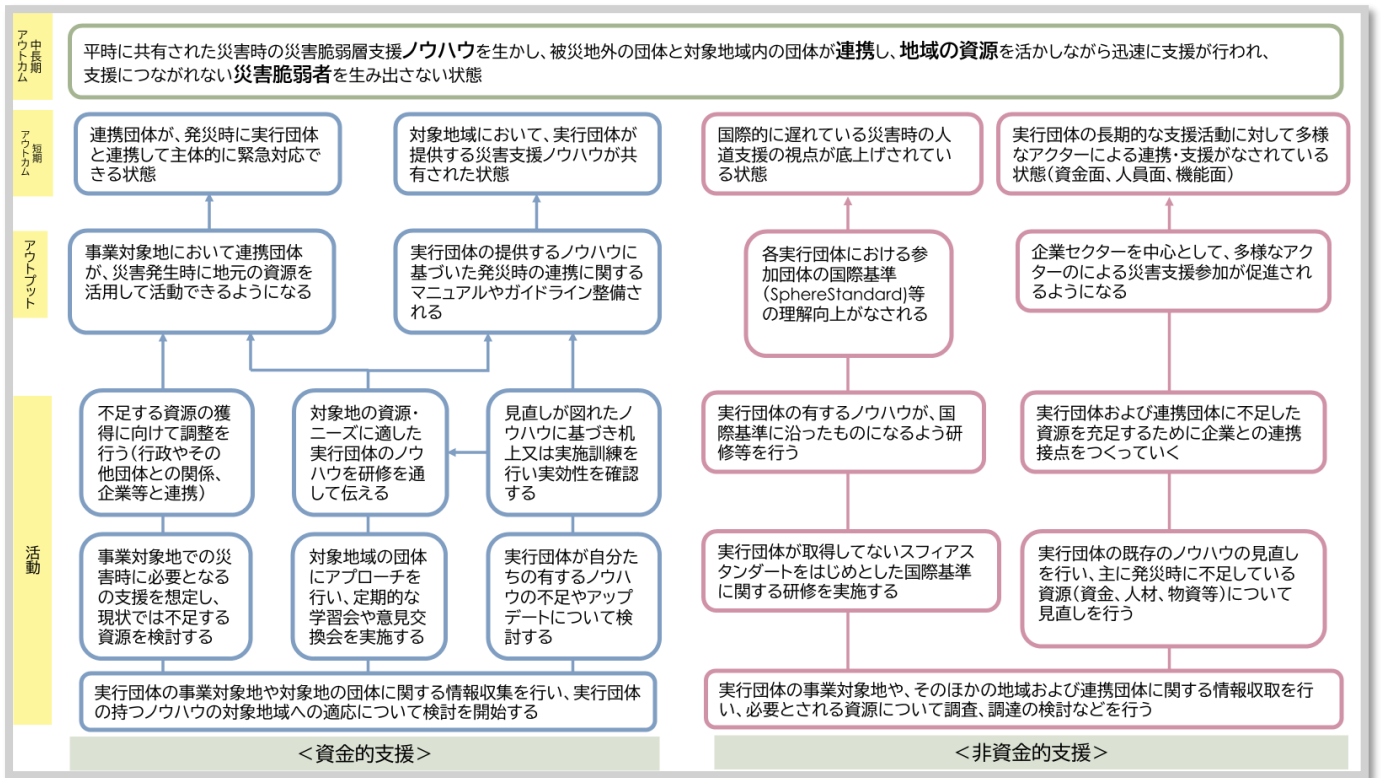 中長期
アウトカム
平時に共有された災害時の災害脆弱層支援ノウハウを生かし、被災地外の団体と対象地域内の団体が連携し、地域の資源を活かしながら迅速に支援が行われ、
支援につながれない災害脆弱者を生み出さない状態
短期
アウトカム
連携団体が、発災時に実行団体
と連携して主体的に緊急対応で
きる状態
対象地域において、実行団体が
提供する災害支援ノウハウが共
有された状態
国際的に遅れている災害時の人
道支援の視点が底上げされてい
る状態
実行団体の長期的な支援活動に対して多様
なアクターによる連携・支援がなされている
状態(資金面、人員面、機能面)
アウトプット
事業対象地において連携団体
が、災害発生時に地元の資源を
活用して活動できるようになる
実行団体の提供するノウハウに
基づいた発災時の連携に関する
マニュアルやガイドライン整備さ
れる
各実行団体における参
加団体の国際基準
(SphereStandard)等
の理解向上がなされる
企業セクターを中心として、多様なアク
ターのによる災害支援参加が促進され
るようになる
活動
不足する資源の獲
得に向けて調整を
行う(行政やその
他団体との関係、
企業等と連携)
対象地の資源・
ニーズに適した
実行団体のノウ
ハウを研修を通
して伝える
見直しが図れたノ
ウハウに基づき机
上又は実施訓練を
行い実効性を確認
する
実行団体の有するノウハウが、国
際基準に沿ったものになるよう研
修等を行う
実行団体および連携団体に不足した
資源を充足するために企業との連携
接点をつくっていく
事業対象地での災
害時に必要となる
の支援を想定し、
現状では不足する
資源を検討する
対象地域の団体
にアプローチを
行い、定期的な
学習会や意見交
換会を実施する
実行団体が自分た
ちの有するノウハ
ウの不足やアップ
デートについて検
討する
実行団体が取得してないスフィアス
タンダートをはじめとした国際基準
に関する研修を実施する
実行団体の既存のノウハウの見直し
を行い、主に発災時に不足している
資源(資金、人材、物資等)について
見直しを行う
実行団体の事業対象地や対象地の団体に関する情報収集を行い、実行団体
の持つノウハウの対象地域への適応について検討を開始する
実行団体の事業対象地や、そのほかの地域および連携団体に関する情報収取を行
い、必要とされる資源について調査、調達の検討などを行う
＜資金的支援＞
＜非資金的支援＞